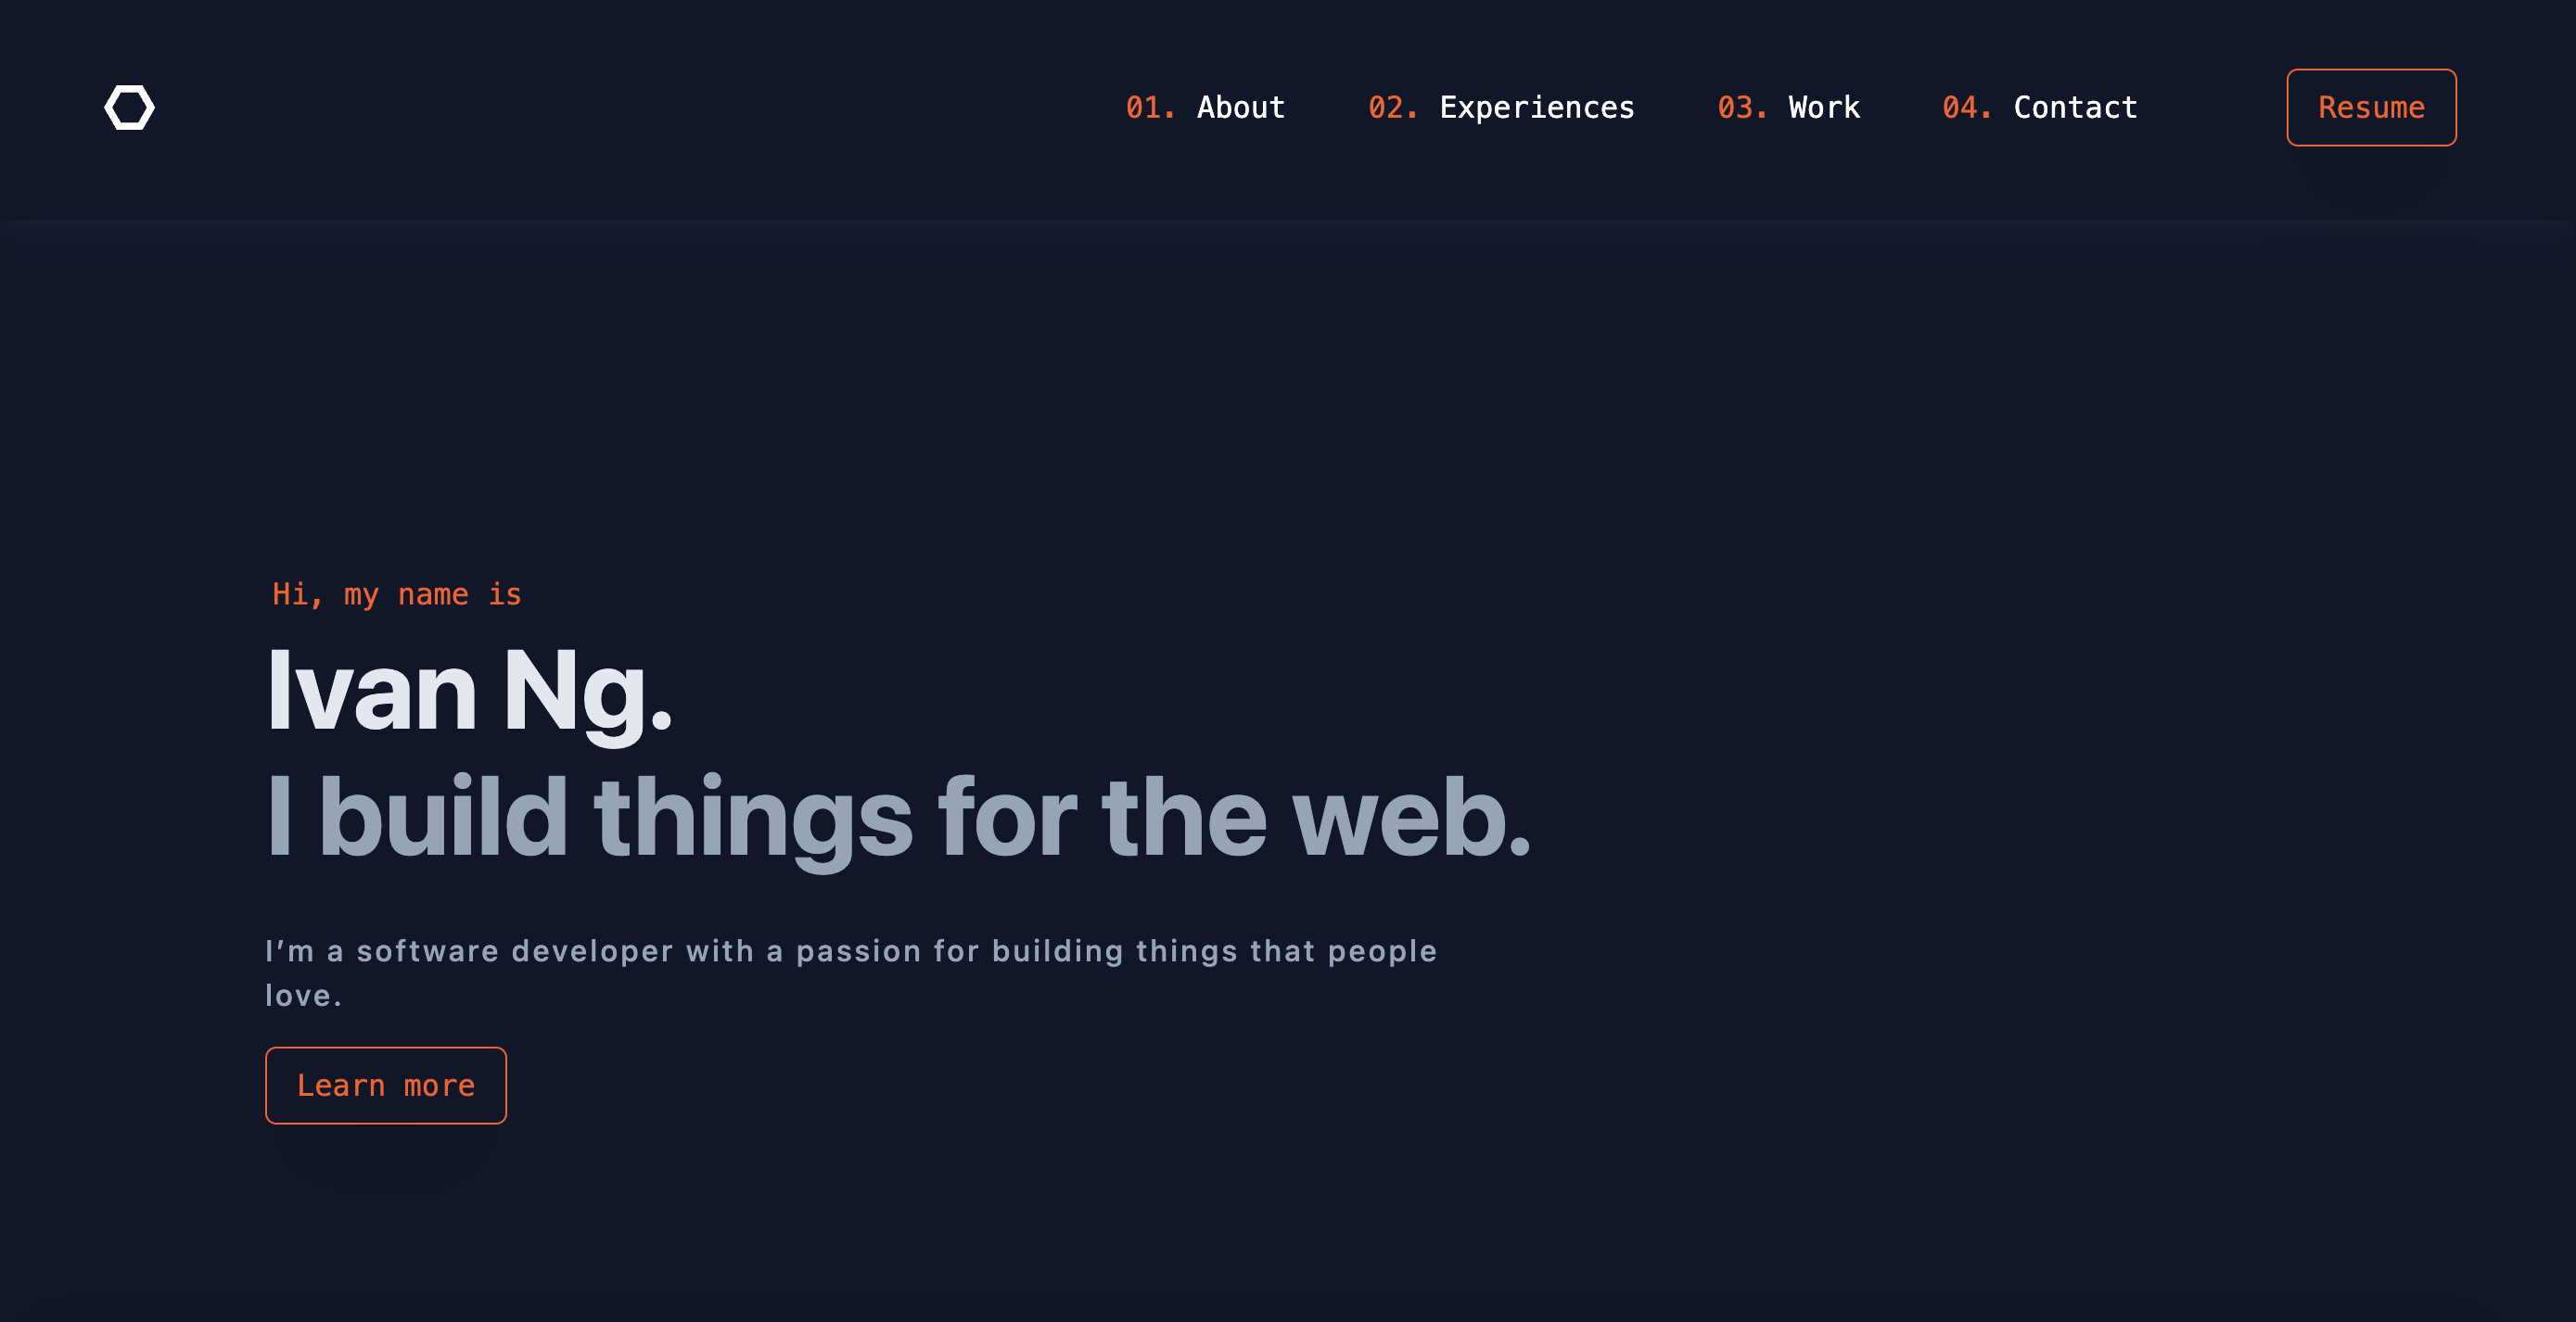 01. About 02. Experiences 03. Work 04. Contact Resume
Hi, my name is
Ivan Ng.
I build things for the web.
I’m a software developer with a passion for building things that people
love.
Learn more